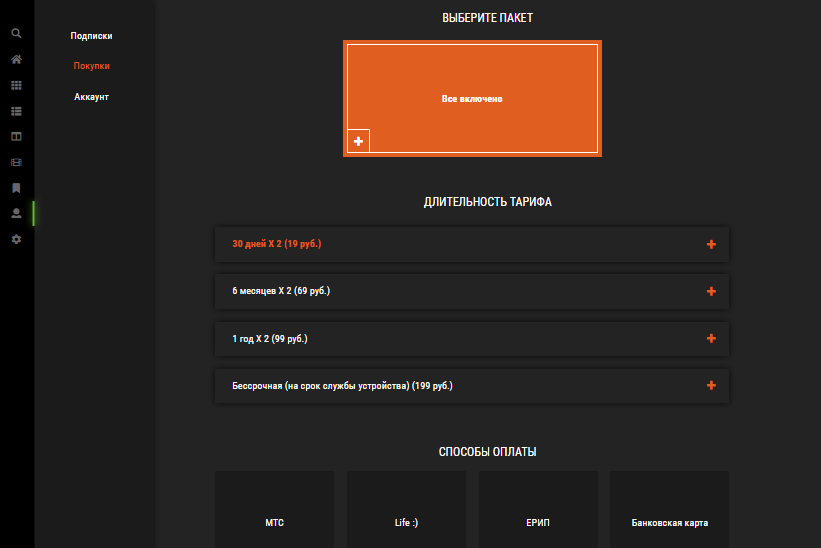 Подписки
Покупки
Аккаунт
ВЫБЕРИТЕ ПАКЕТ
Все включено
ДЛИТЕЛЬНОСТЬ ТАРИФА
30 дней X 2 (19 руб.)
6 месяцев X 2 (69 руб.)
1 год X 2 (99 руб.)
Бессрочная (на срок службы устройства) (199 руб.)
СПОСОБЫ ОПЛАТЫ
МТС
Life :)
ЕРИП
Банковская карта